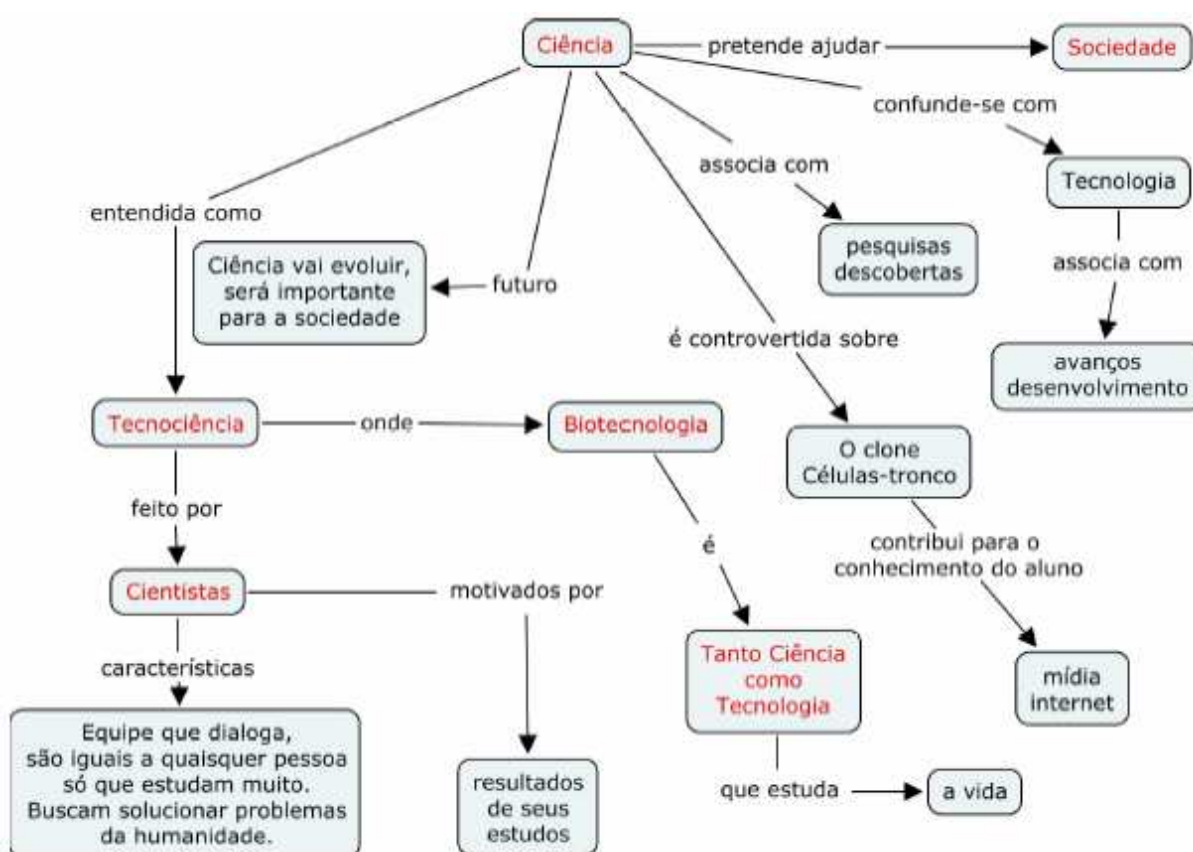 Ciência
pretende ajudar
Sociedade
confunde-se com
Tecnologia
associa com
avanços
desenvolvimento
associa com
pesquisas
descobertas
entendida como
futuro
Ciência vai evoluir,
será importante
para a sociedade
é controvertida sobre
O clone
Células-tronco
contribui para o
conhecimento do aluno
mídia
internet
Tecnociência
onde
Biotecnologia
é
Tanto Ciência
como
Tecnologia
que estuda
a vida
feito por
Cientistas
motivados por
resultados
de seus
estudos
características
Equipe que dialoga,
são iguais a quaisquer pessoa
só que estudam muito.
Buscam solucionar problemas
da humanidade.